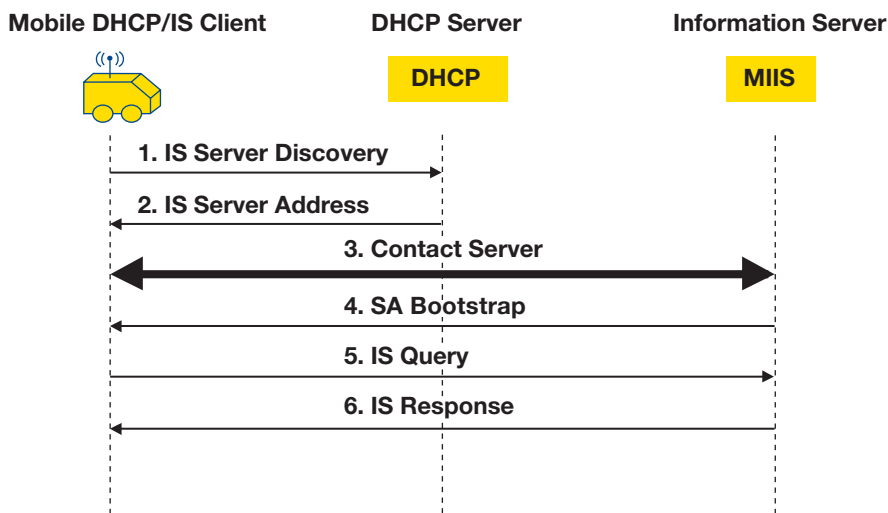 Mobile DHCP/IS Client
DHCP Server
Information Server
DHCP
MIIS
1. IS Server Discovery
2. IS Server Address
3. Contact Server
4. SA Bootstrap
5. IS Query
6. IS Response